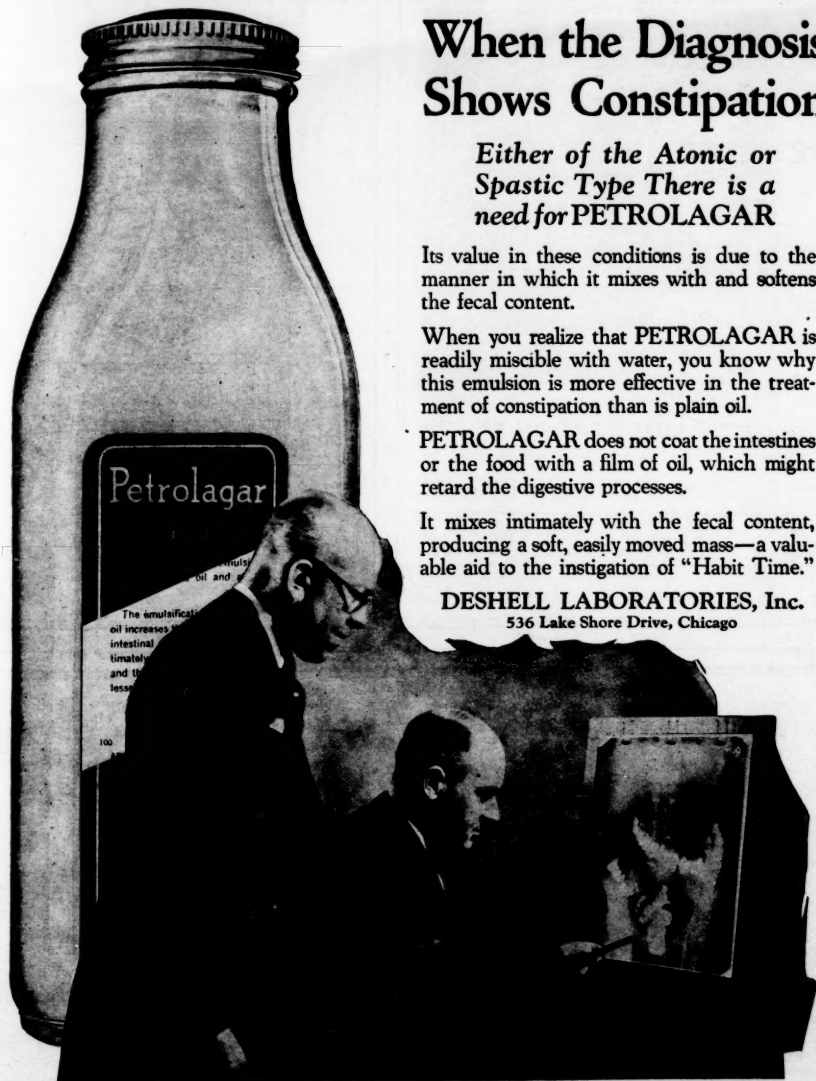 When the Diagnosis
Shows Constipation
Either of the Atonic or
Spastic Type There is a
need for PETROLAGAR
Its value in these conditions is due to the
manner in which it mixes with and softens
the fecal content.
When you realize that PETROLAGAR is
readily miscible with water, you know why
this emulsion is more effective in the treat-
ment of constipation than is plain oil.
PETROLAGAR does not coat the intestines
or the food with a film of oil, which might
retard the digestive processes.
It mixes intimately with the fecal content,
producing a soft, easily moved mass—a valu-
able aid to the instigation of “Habit Time.”
DESHELL LABORATORIES, Inc.
536 Lake Shore Drive, Chicago
Petrolagar
oil and
The emulsificati
oil increases
intestinal
timately
and
100